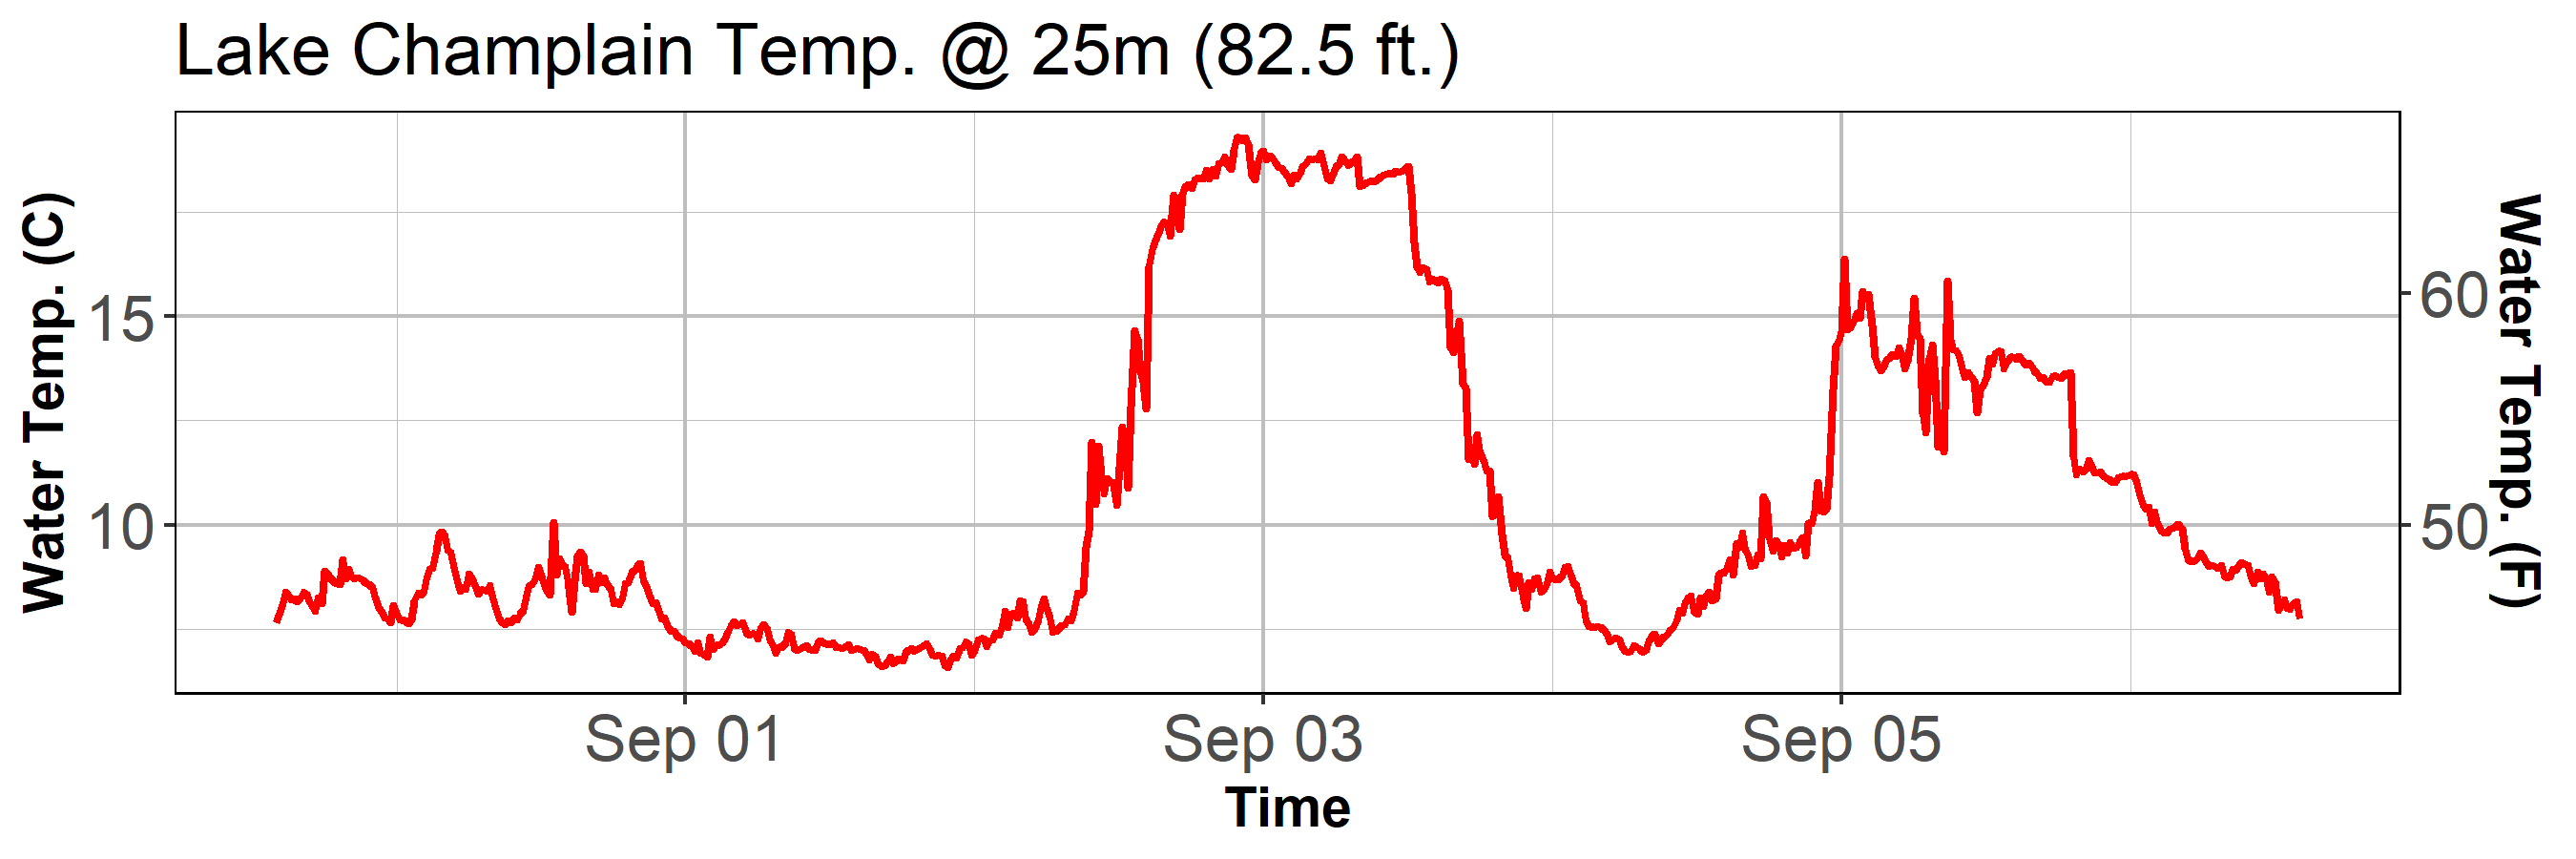 Lake Champlain Temp. @ 25m (82.5 ft.)
Water Temp. (C)
15
10
60
50
Water Temp. (F)
Sep 01
Sep 03
Sep 05
Time